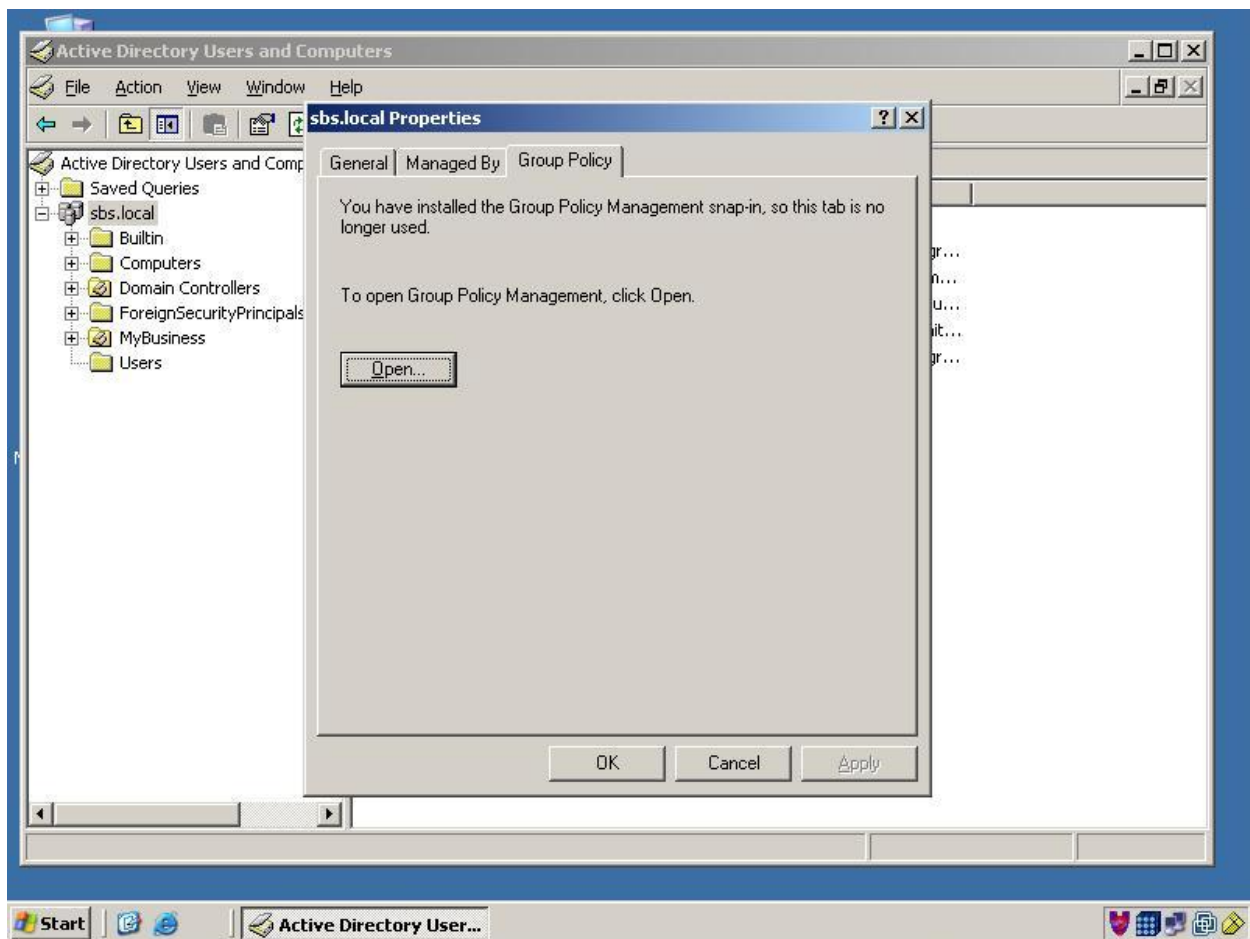 Active Directory Users and Computers
File Action View Window Help
sbs.local Properties
Active Directory Users and Comp
Saved Queries
sbs.local
Builtin
Computers
Domain Controllers
ForeignSecurityPrincipals
MyBusiness
Users
General Managed By Group Policy
You have installed the Group Policy Management snap-in, so this tab is no
longer used.
To open Group Policy Management, click Open.
Open...
gr...
u...
it...
gr...
OK Cancel Apply
Start Active Directory User...